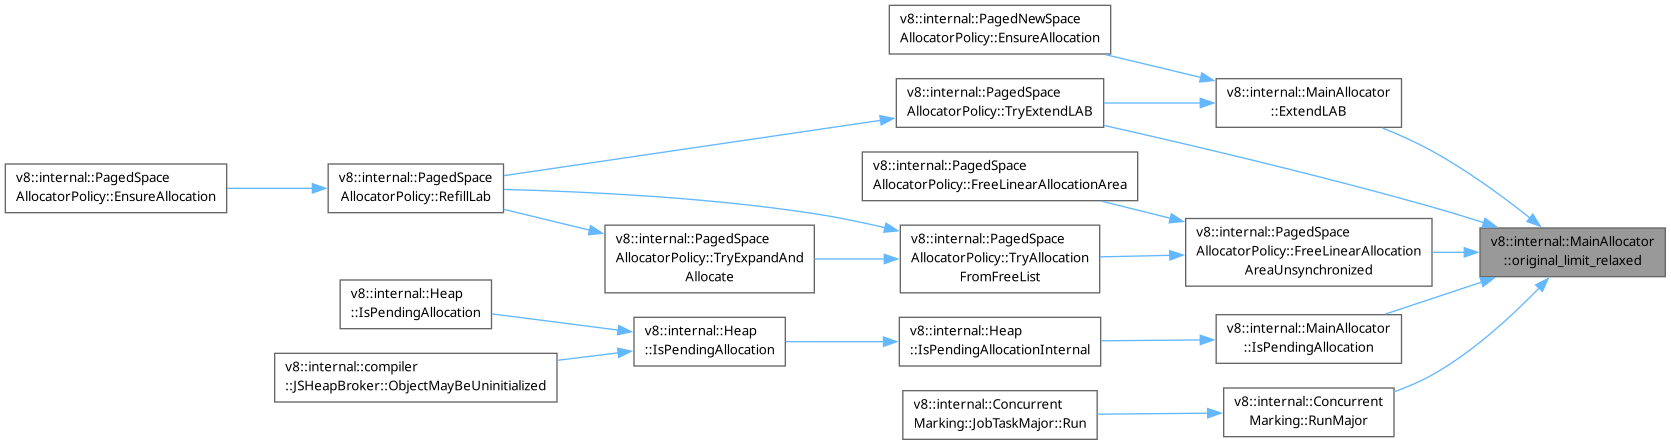 v8::internal::PagedNewSpace
AllocatorPolicy::EnsureAllocation
v8::internal::PagedSpace
AllocatorPolicy::TryExtendLAB
v8::internal::MainAllocator
::ExtendLAB
v8::internal::PagedSpace
AllocatorPolicy::EnsureAllocation
v8::internal::PagedSpace
AllocatorPolicy::RefillLab
v8::internal::PagedSpace
AllocatorPolicy::FreeLinearAllocationArea
v8::internal::PagedSpace
AllocatorPolicy::TryExpandAnd
Allocate
v8::internal::PagedSpace
AllocatorPolicy::TryAllocation
FromFreeList
v8::internal::PagedSpace
AllocatorPolicy::FreeLinearAllocation
AreaUnsynchronized
v8::internal::MainAllocator
::original_limit_relaxed
v8::internal::Heap
::IsPendingAllocation
v8::internal::Heap
::IsPendingAllocation
v8::internal::Heap
::IsPendingAllocationInternal
v8::internal::MainAllocator
::IsPendingAllocation
v8::internal::compiler
::JSHeapBroker::ObjectMayBeUninitialized
v8::internal::Concurrent
Marking::JobTaskMajor::Run
v8::internal::Concurrent
Marking::RunMajor